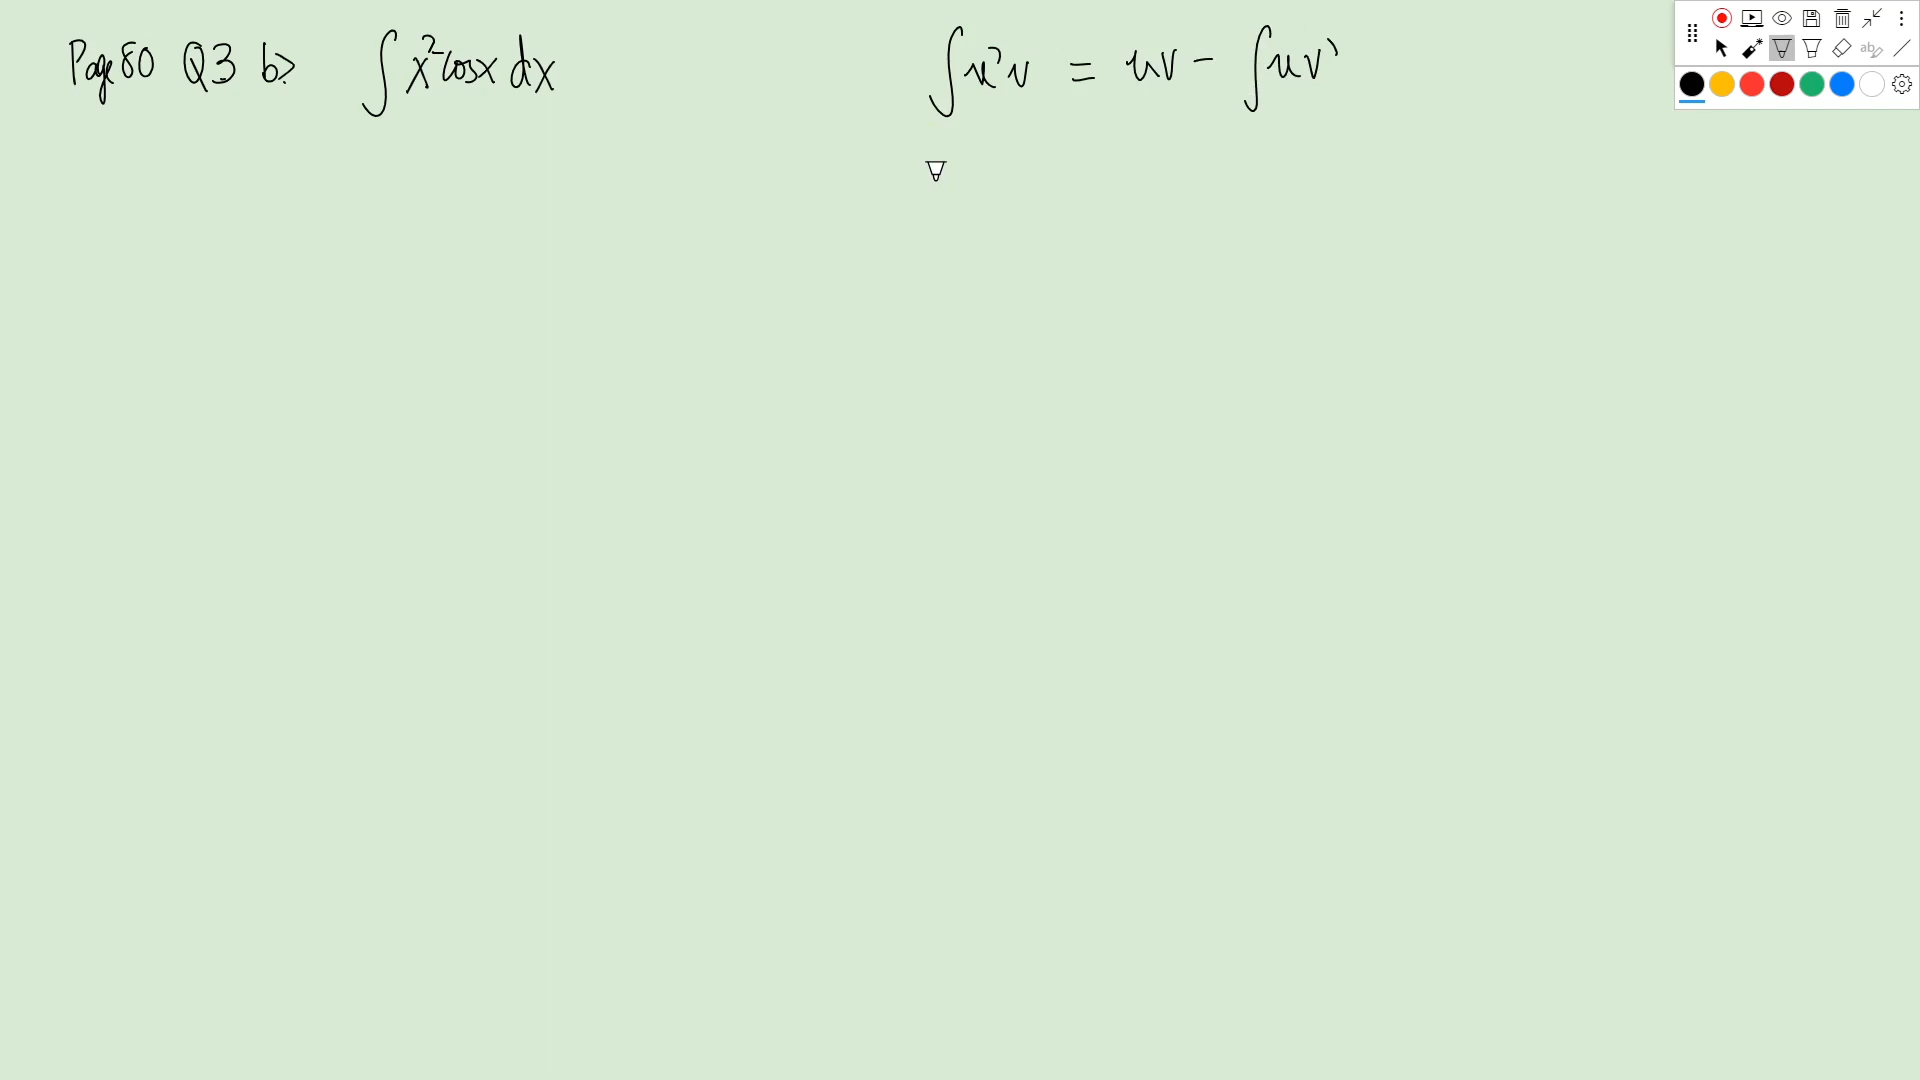 Page 80 Q3 b> ∫x²cosx dx ∫u'v = uv - ∫uv'